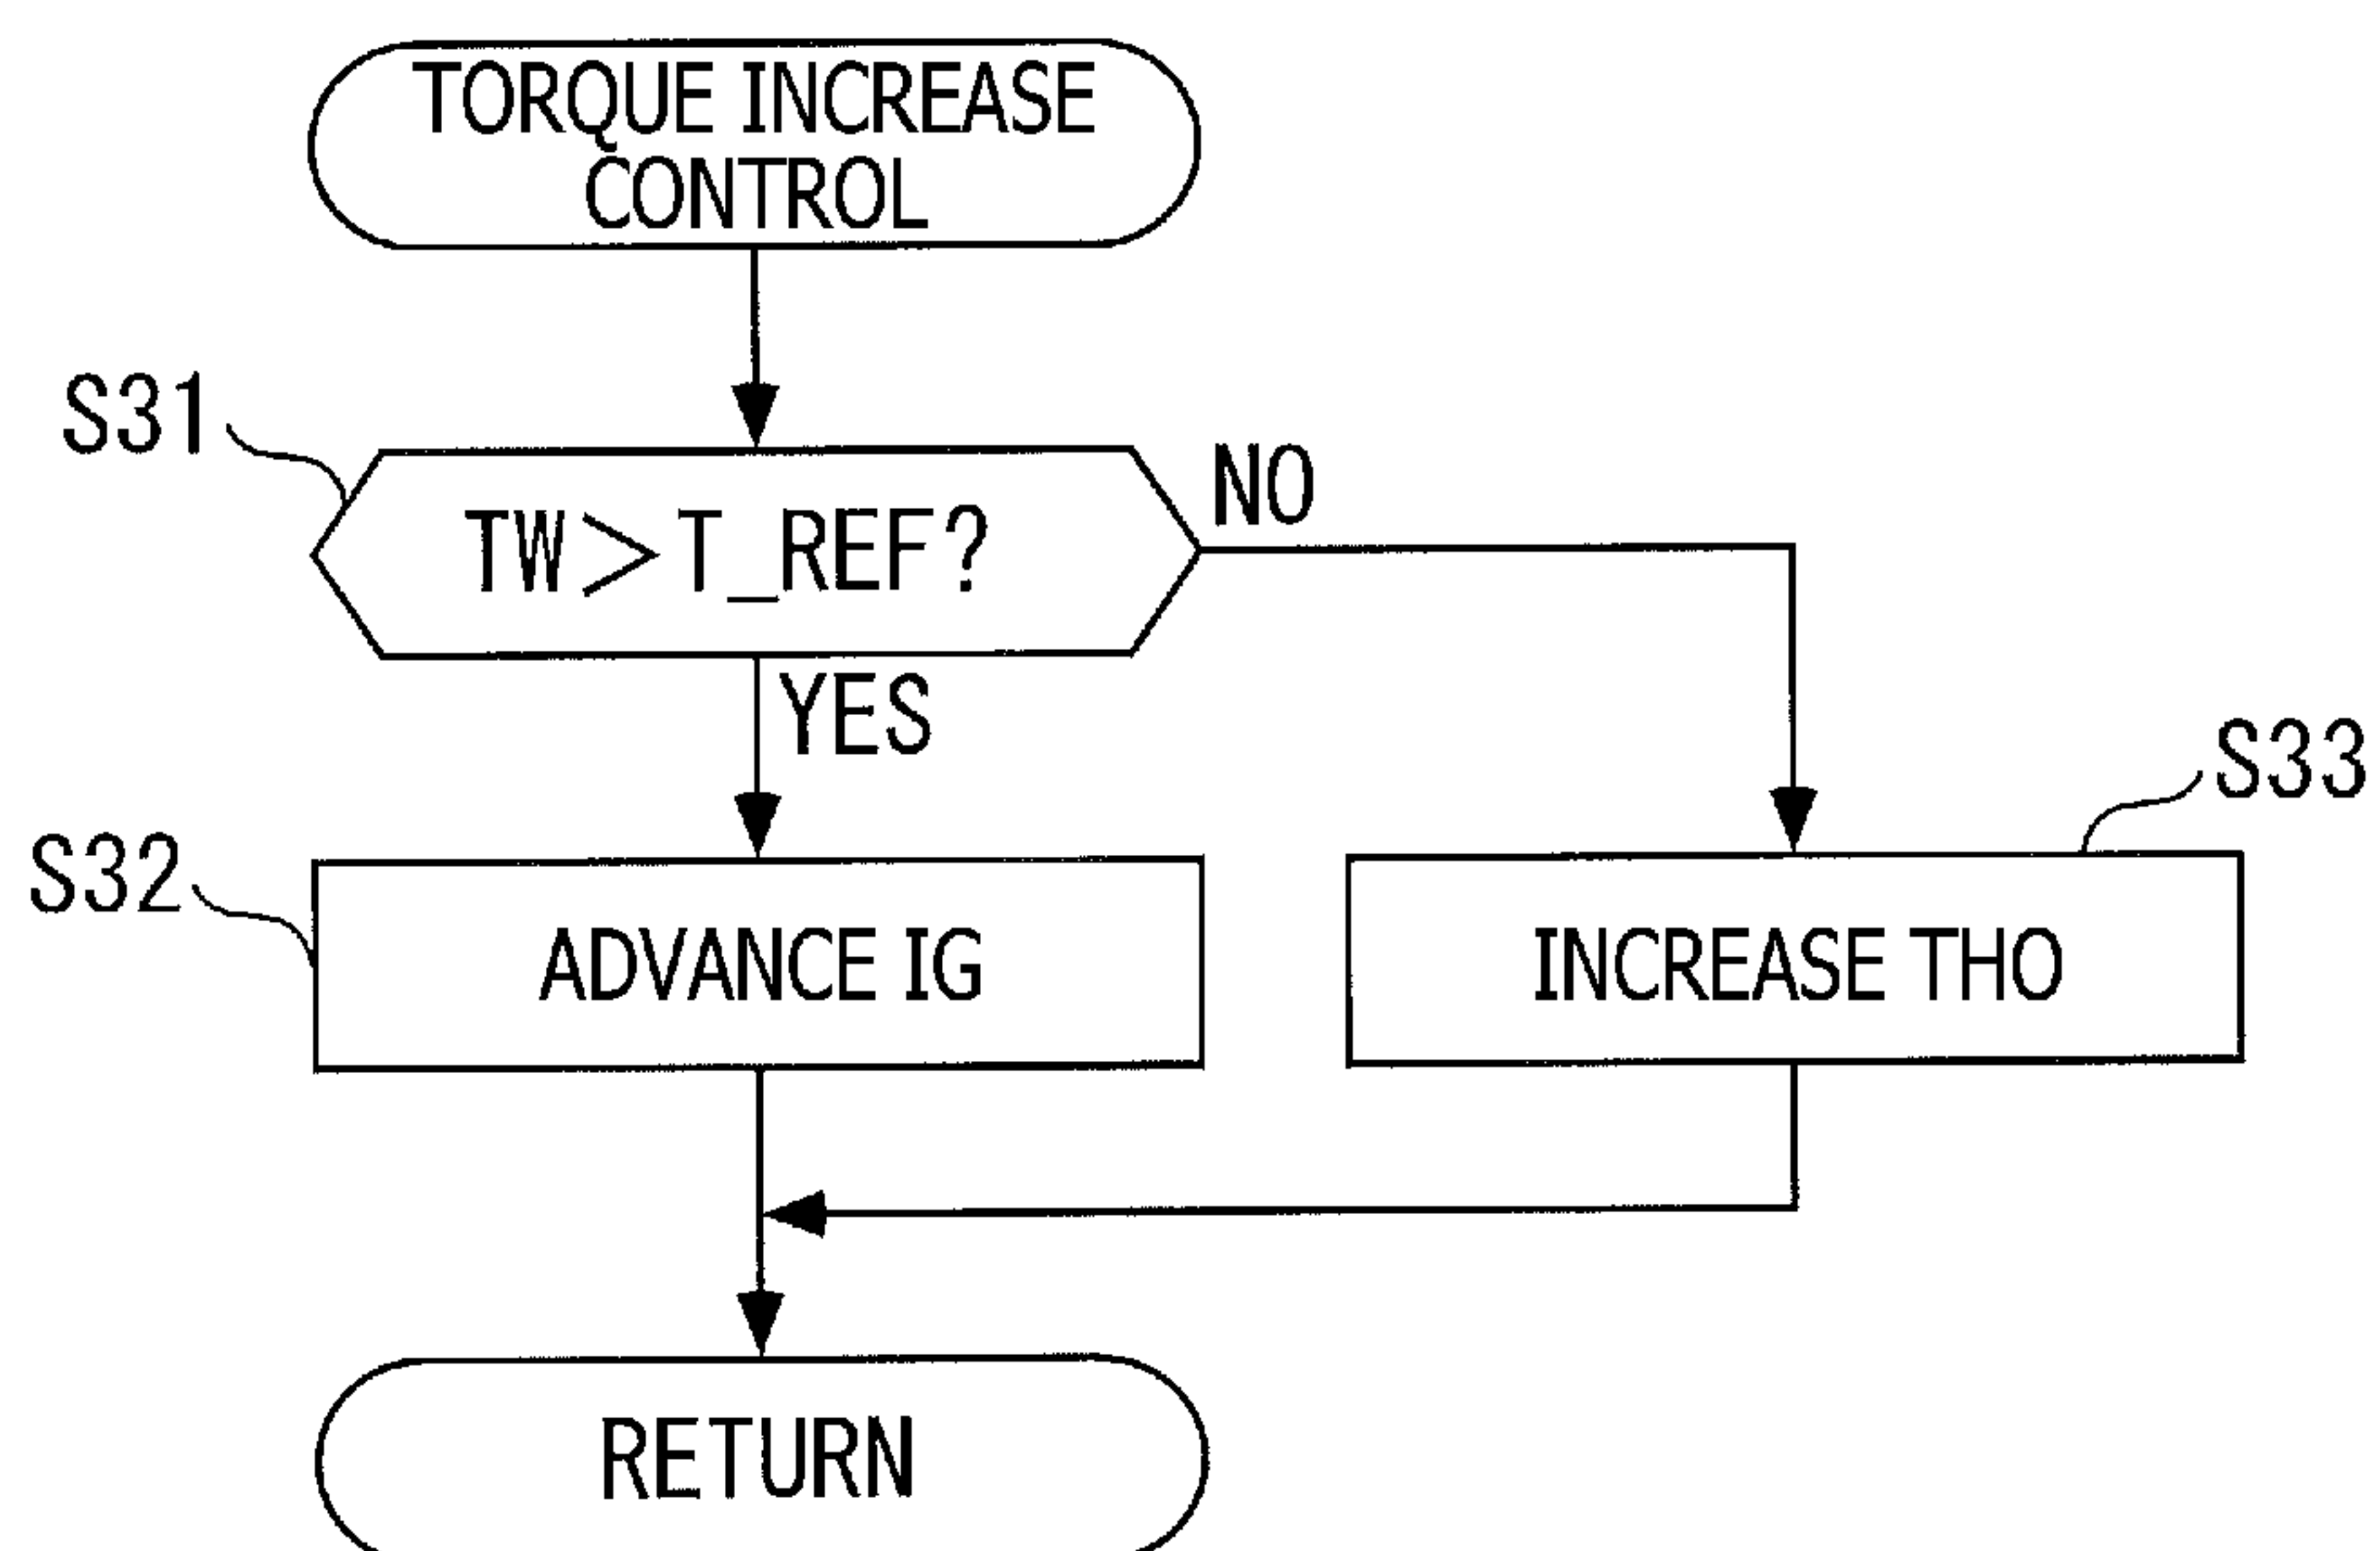 TORQUE INCREASE
CONTROL
S31
TW>T_REF?
NO
YES
S33
S32
ADVANCE IG
INCREASE THO
RETURN